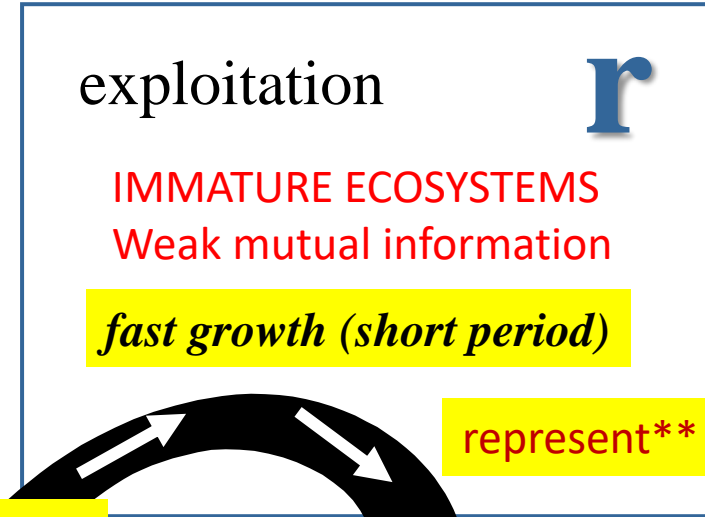 exploitation
r
IMMATURE ECOSYSTEMS
Weak mutual information
fast growth (short period)
represent**